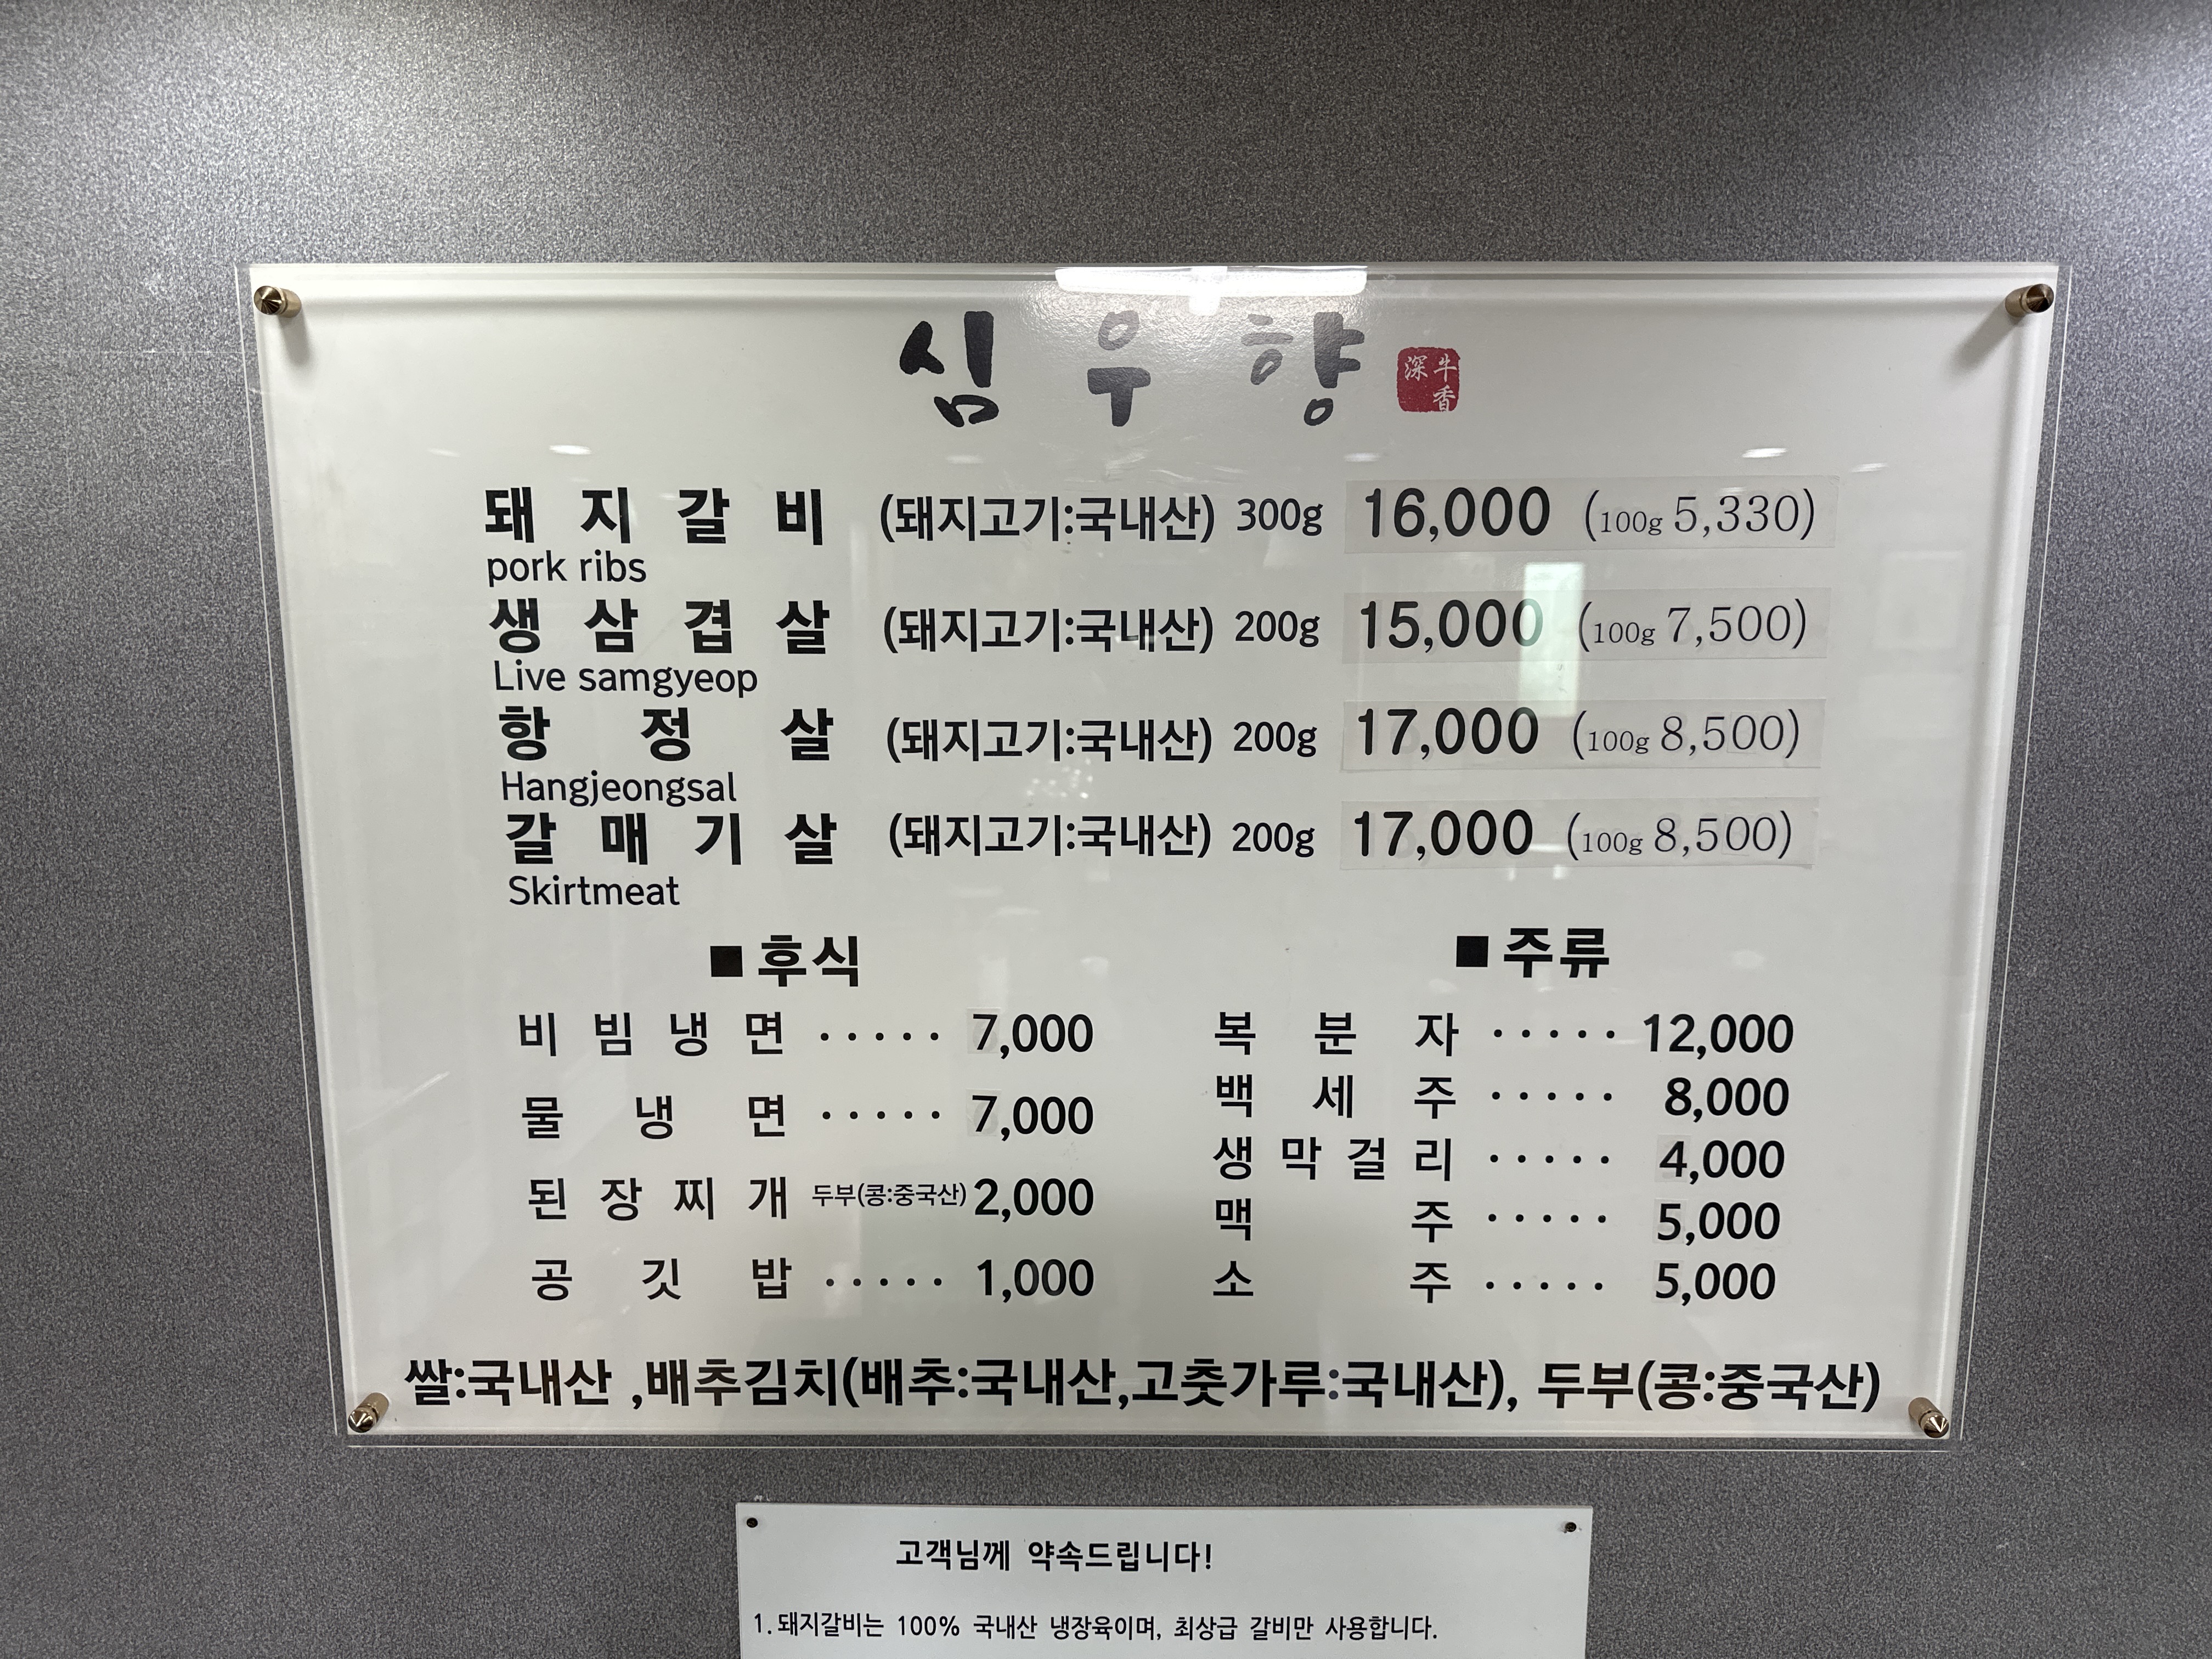 심우향 深牛香
돼지갈비 (돼지고기:국내산) 300g 16,000 (100g 5,330)
pork ribs
생삼겹살 (돼지고기:국내산) 200g 15,000 (100g 7,500)
Live samgyeop
항정살 (돼지고기:국내산) 200g 17,000 (100g 8,500)
Hangjeongsal
갈매기살 (돼지고기:국내산) 200g 17,000 (100g 8,500)
Skirtmeat
■후식
비빔냉면 ····· 7,000
물냉면 ····· 7,000
된장찌개 두부(콩:중국산) 2,000
공깃밥 ····· 1,000
■주류
복분자 ····· 12,000
백세주 ····· 8,000
생막걸리 ····· 4,000
맥주 ····· 5,000
소주 ····· 5,000
쌀:국내산 ,배추김치(배추:국내산,고춧가루:국내산), 두부(콩:중국산)
고객님께 약속드립니다!
1. 돼지갈비는 100% 국내산 냉장육이며, 최상급 갈비만 사용합니다.